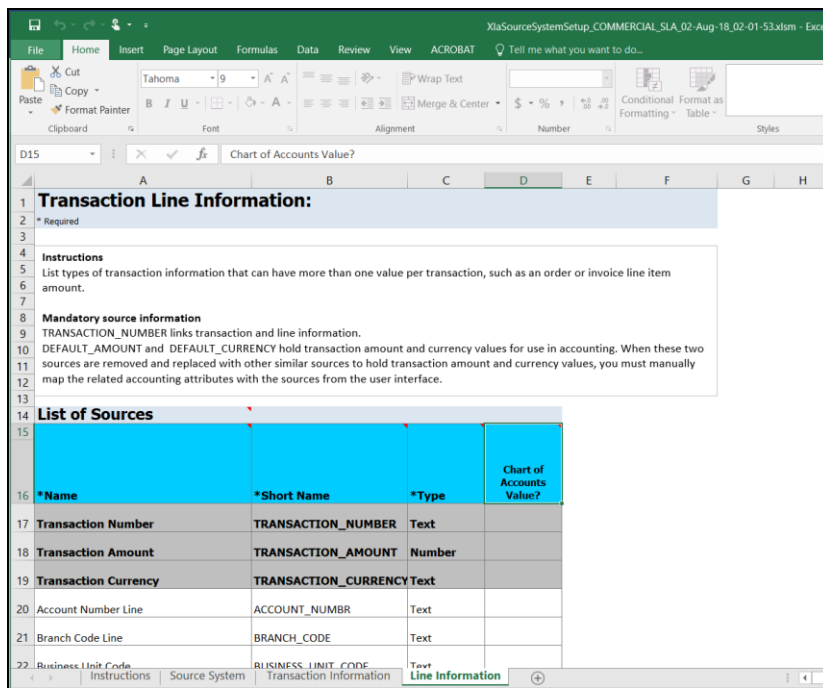 XlaSourceSystemSetup_COMMERCIAL_SLA_02-Aug-18_02-01-53.xlsm - Exce
File Home Insert Page Layout Formulas Data Review View ACROBAT Tell me what you want to do...
Paste
Cut
Copy
Format Painter
Clipboard
Tahoma 9 A A
B I U A
Font
Wrap Text
Merge & Center
Alignment
$ % , .0 .00 .00 .0
Number
Conditional Formatting
Format as Table
Styles
D15 fx Chart of Accounts Value?
A B C D E F G H
1 Transaction Line Information:
2 * Required
3
4 Instructions
5 List types of transaction information that can have more than one value per transaction, such as an order or invoice line item
6 amount.
7
8 Mandatory source information
9 TRANSACTION_NUMBER links transaction and line information.
10 DEFAULT_AMOUNT and DEFAULT_CURRENCY hold transaction amount and currency values for use in accounting. When these two
11 sources are removed and replaced with other similar sources to hold transaction amount and currency values, you must manually
12 map the related accounting attributes with the sources from the user interface.
13
14 List of Sources
15
16 *Name *Short Name *Type Chart of Accounts Value?
17 Transaction Number TRANSACTION_NUMBER Text
18 Transaction Amount TRANSACTION_AMOUNT Number
19 Transaction Currency TRANSACTION_CURRENCY Text
20 Account Number Line ACCOUNT_NUMBR Text
21 Branch Code Line BRANCH_CODE Text
22 Business Unit Code BUSINESS_UNIT_CODE Text
Instructions Source System Transaction Information Line Information